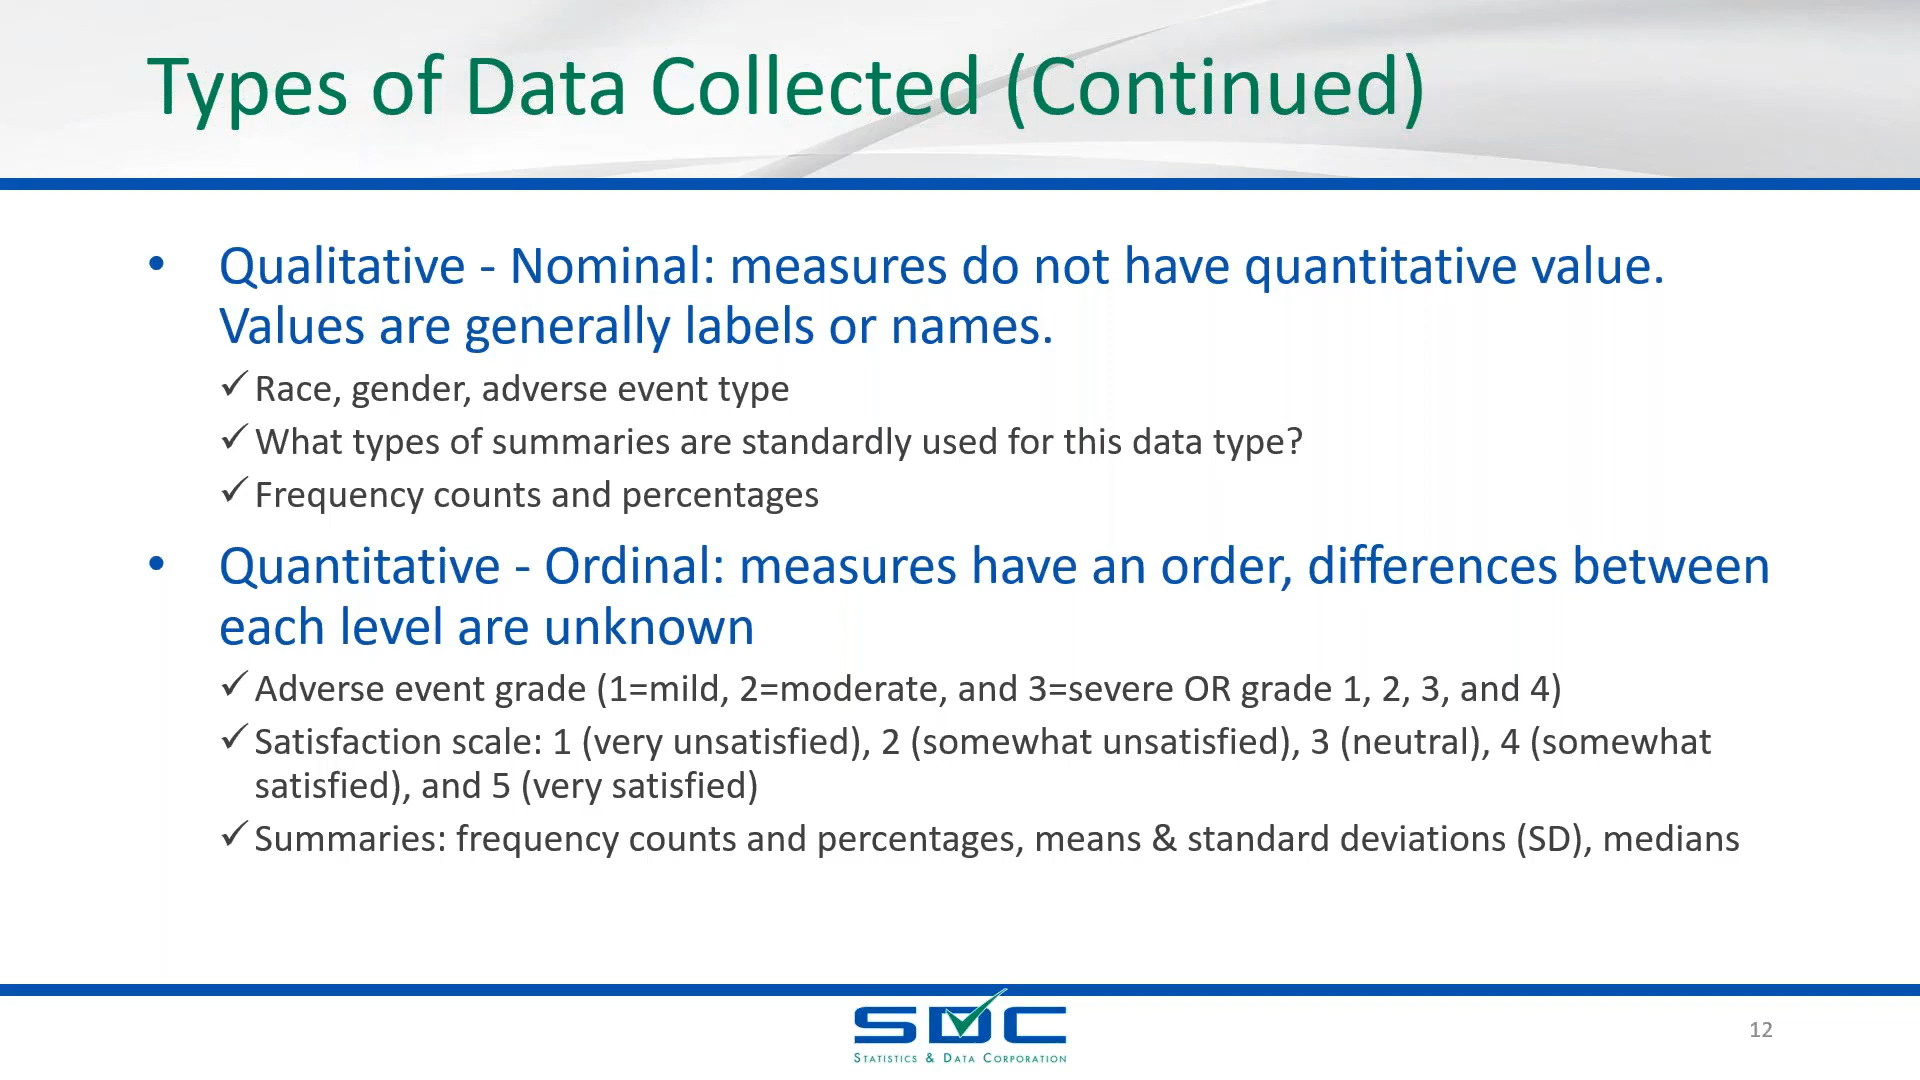 Types of Data Collected (Continued)
• Qualitative - Nominal: measures do not have quantitative value.
Values are generally labels or names.
✓ Race, gender, adverse event type
✓ What types of summaries are standardly used for this data type?
✓ Frequency counts and percentages
• Quantitative - Ordinal: measures have an order, differences between
each level are unknown
✓ Adverse event grade (1=mild, 2=moderate, and 3=severe OR grade 1, 2, 3, and 4)
✓ Satisfaction scale: 1 (very unsatisfied), 2 (somewhat unsatisfied), 3 (neutral), 4 (somewhat
satisfied), and 5 (very satisfied)
✓ Summaries: frequency counts and percentages, means & standard deviations (SD), medians
SDC
STATISTICS & DATA CORPORATION
12